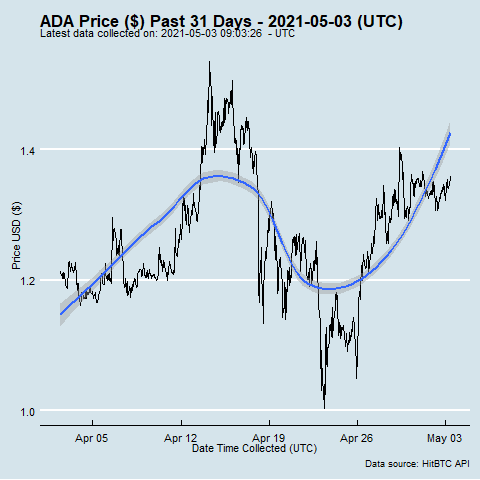 ADA Price ($) Past 31 Days - 2021-05-03 (UTC)
Latest data collected on: 2021-05-03 09:03:26 - UTC
Price USD ($)
1.4
1.2
1.0
Apr 05 Apr 12 Apr 19 Apr 26 May 03
Date Time Collected (UTC)
Data source: HitBTC API